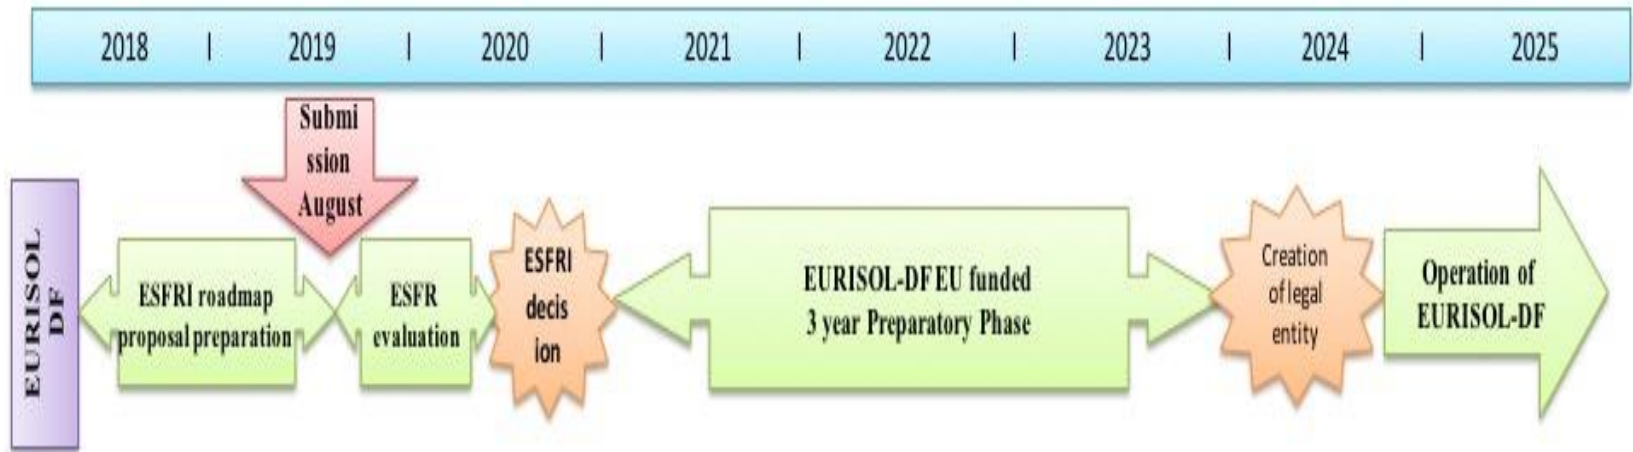 2018 | 2019 | 2020 | 2021 | 2022 | 2023 | 2024 | 2025
Submi
ssion
August
EURISOL
DF
ESFRI roadmap
proposal preparation
ESFR
evaluation
ESFRI
decis
ion
EURISOL-DF EU funded
3 year Preparatory Phase
Creation
of legal
entity
Operation of
EURISOL-DF